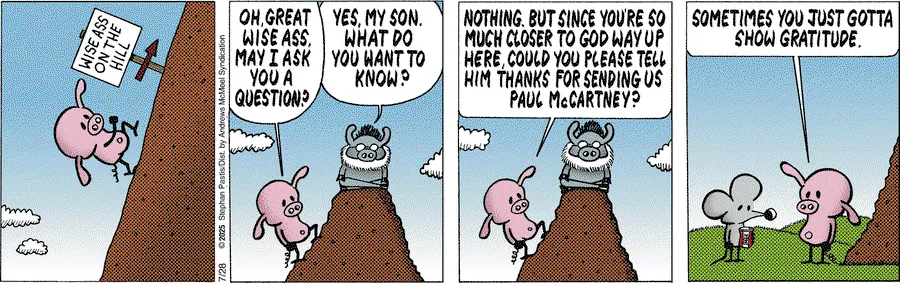 WISE ASS
ON THE
HILL
© 2025 Stephan Pastis/Dist. by Andrews McMeel Syndication
7/28
OH, GREAT
WISE ASS,
MAY I ASK
YOU A
QUESTION?
YES, MY SON.
WHAT DO
YOU WANT TO
KNOW?
NOTHING. BUT SINCE YOU'RE SO
MUCH CLOSER TO GOD WAY UP
HERE, COULD YOU PLEASE TELL
HIM THANKS FOR SENDING US
PAUL McCARTNEY?
SOMETIMES YOU JUST GOTTA
SHOW GRATITUDE.